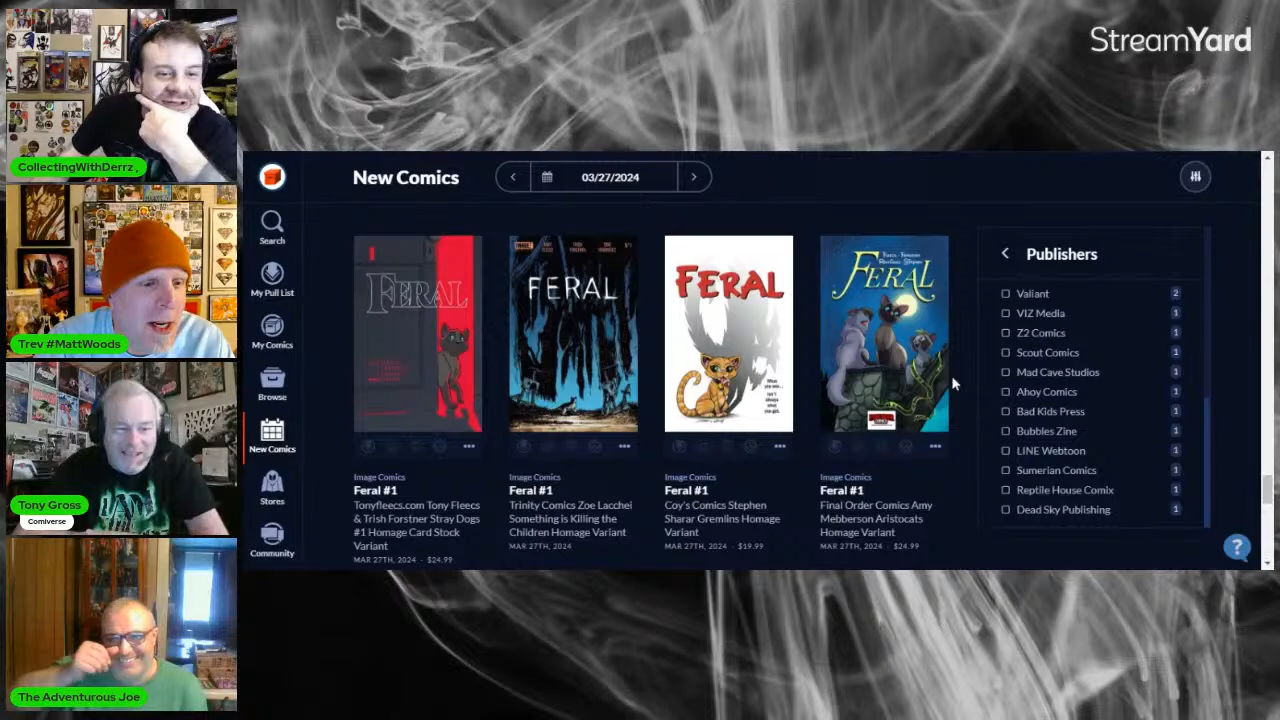 StreamYard
CollectingWithDerrz ,
Trev #MattWoods
Tony Gross
Comiverse
The Adventurous Joe
New Comics
03/27/2024
Search
My Pull List
My Comics
Browse
New Comics
Stores
Community
FERAL
FERAL
FERAL
FERAL
Image Comics
Feral #1
Tonyfleecs.com Tony Fleecs
& Trish Forstner Stray Dogs
#1 Homage Card Stock
Variant
MAR 27TH, 2024 · $24.99
Image Comics
Feral #1
Trinity Comics Zoe Lacchei
Something is Killing the
Children Homage Variant
MAR 27TH, 2024
Image Comics
Feral #1
Coy's Comics Stephen
Sharar Gremlins Homage
Variant
MAR 27TH, 2024 · $19.99
Image Comics
Feral #1
Final Order Comics Amy
Mebberson Aristocats
Homage Variant
MAR 27TH, 2024 · $24.99
Publishers
Valiant 2
VIZ Media 1
Z2 Comics 1
Scout Comics 1
Mad Cave Studios 1
Ahoy Comics 1
Bad Kids Press 1
Bubbles Zine 1
LINE Webtoon 1
Sumerian Comics 1
Reptile House Comix 1
Dead Sky Publishing 1
?